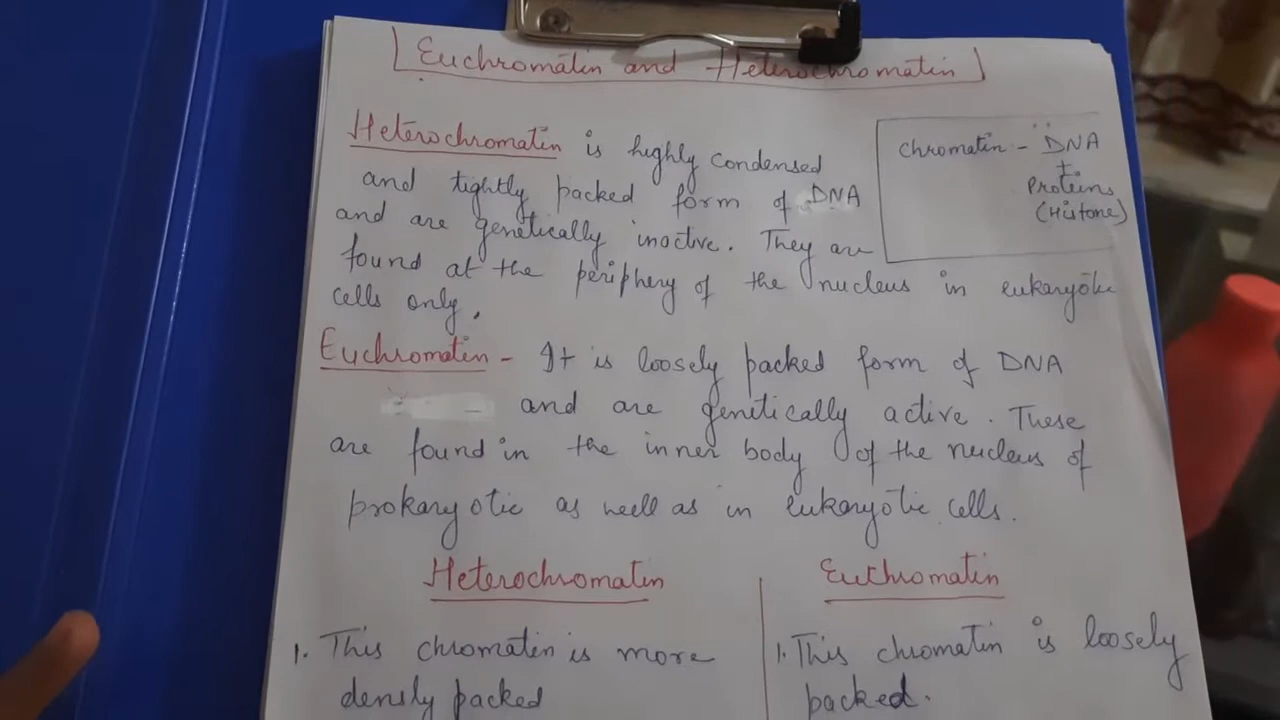 Euchromatin and Heterochromatin
Heterochromatin is highly condensed
and tightly packed form of DNA
and are genetically inactive. They are
found at the periphery of the nucleus in eukaryotic
cells only.
chromatin - DNA
+
Proteins
(Histone)
Euchromatin - It is loosely packed form of DNA
and are genetically active. These
are found in the inner body of the nucleus of
prokaryotic as well as in eukaryotic cells.
Heterochromatin
1. This chromatin is more
densly packed
Euchromatin
1. This chromatin is loosely
packed.